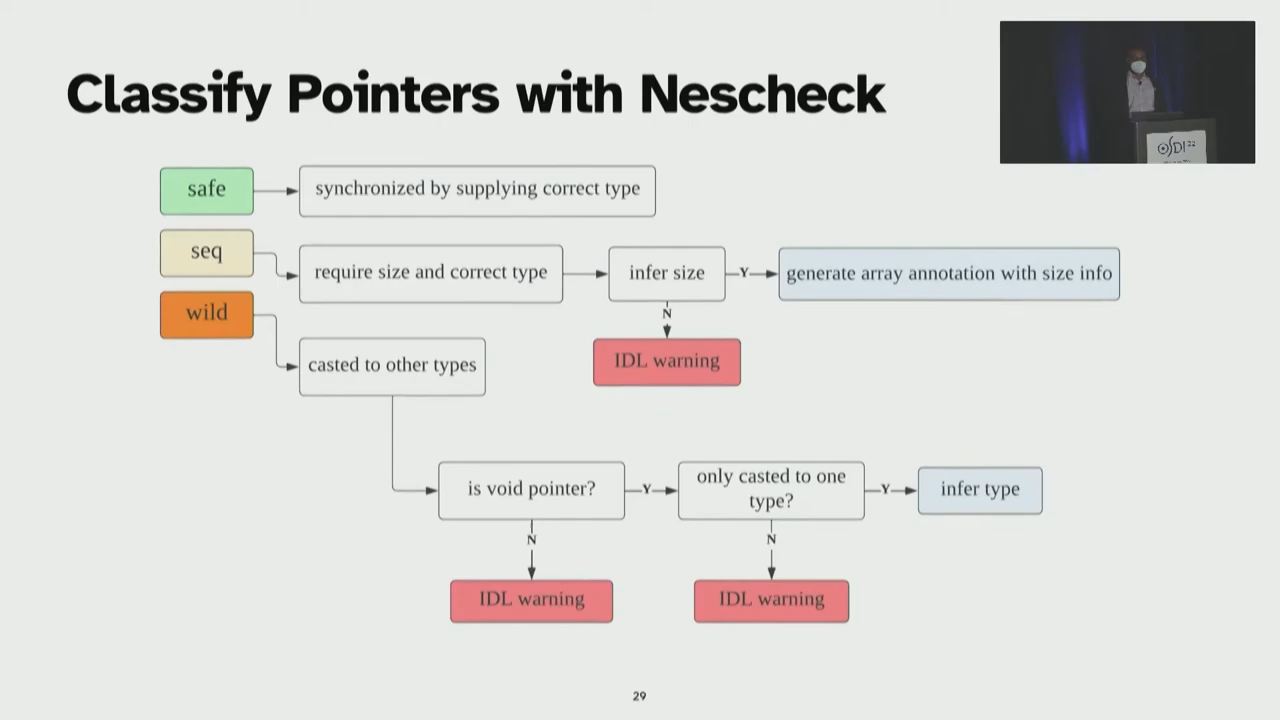 Classify Pointers with Nescheck
OSDI 22
safe
synchronized by supplying correct type
seq
require size and correct type
infer size
Y
generate array annotation with size info
N
wild
IDL warning
casted to other types
is void pointer?
Y
only casted to one
type?
Y
infer type
N
N
IDL warning
IDL warning
29